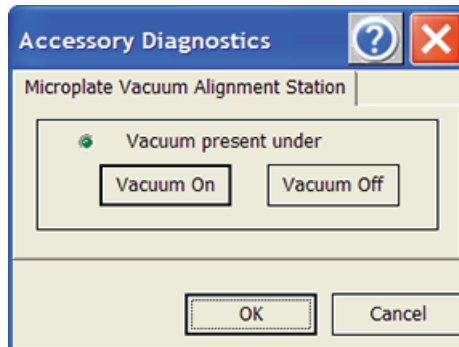 Accessory Diagnostics
Microplate Vacuum Alignment Station
Vacuum present under
Vacuum On Vacuum Off
OK Cancel